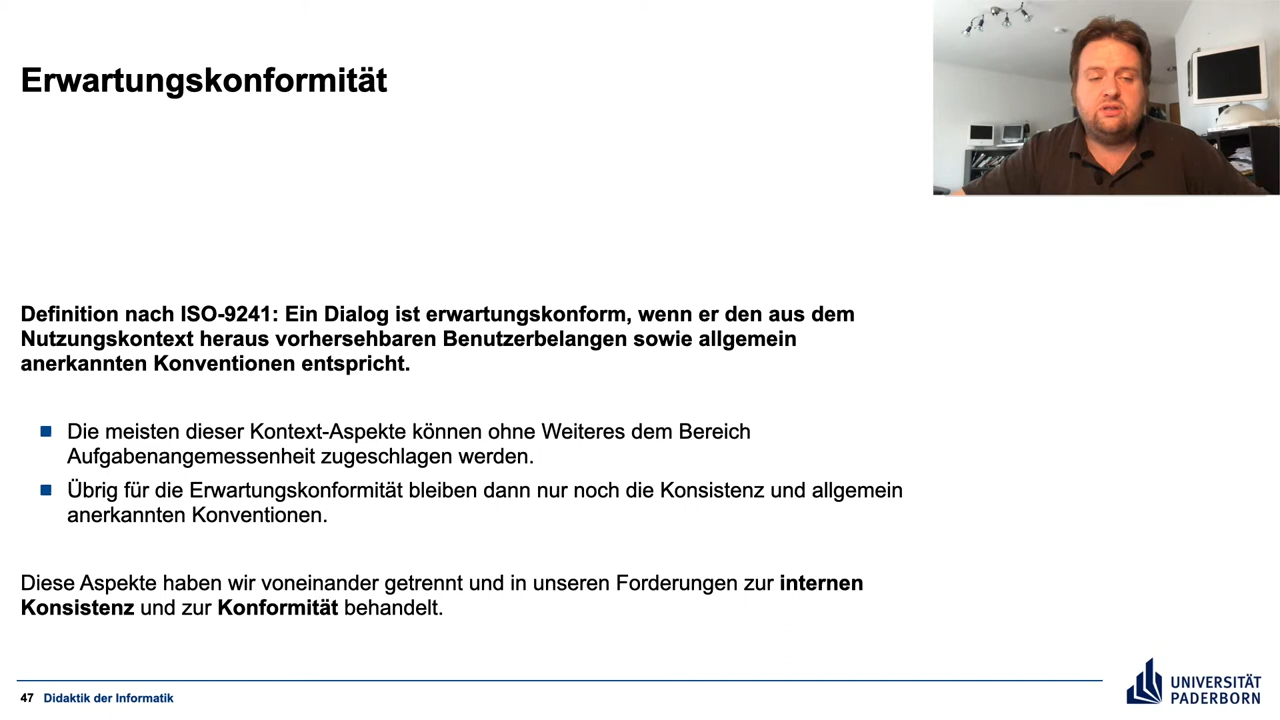 Erwartungskonformität
Definition nach ISO-9241: Ein Dialog ist erwartungskonform, wenn er den aus dem
Nutzungskontext heraus vorhersehbaren Benutzerbelangen sowie allgemein
anerkannten Konventionen entspricht.
Die meisten dieser Kontext-Aspekte können ohne Weiteres dem Bereich
Aufgabenangemessenheit zugeschlagen werden.
Übrig für die Erwartungskonformität bleiben dann nur noch die Konsistenz und allgemein
anerkannten Konventionen.
Diese Aspekte haben wir voneinander getrennt und in unseren Forderungen zur internen
Konsistenz und zur Konformität behandelt.
47 Didaktik der Informatik
UNIVERSITÄT
PADERBORN